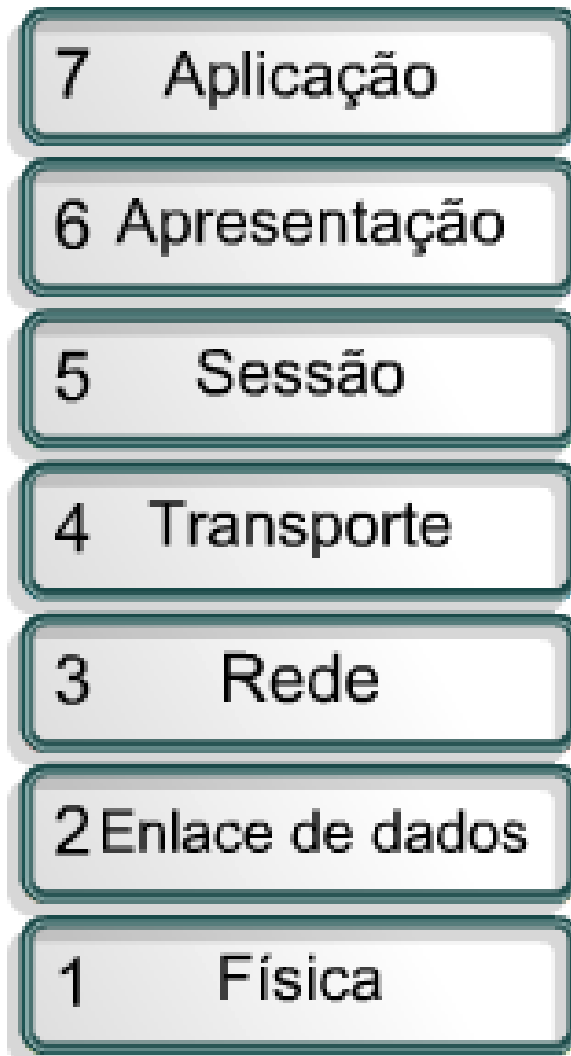 7 Aplicação
6 Apresentação
5 Sessão
4 Transporte
3 Rede
2 Enlace de dados
1 Física